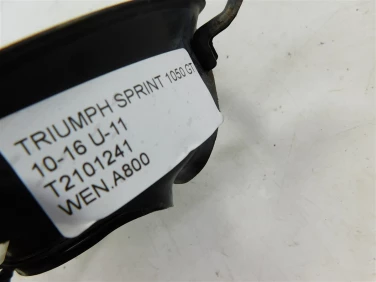 TRIUMPH SPRINT 1050 GT
10-16 U-11
T2101241
WEN.A800